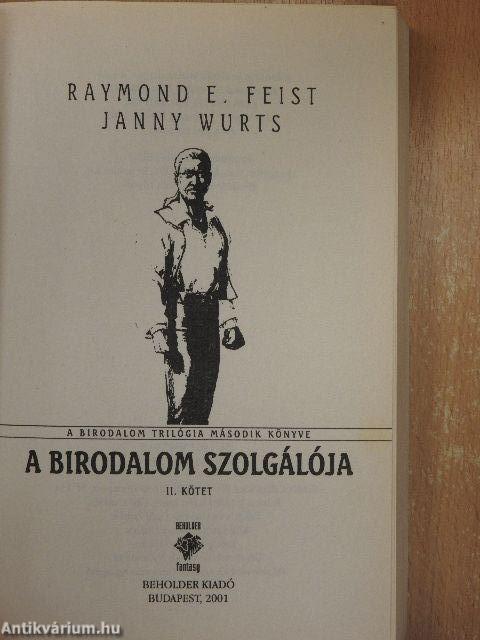 RAYMOND E. FEIST
JANNY WURTS
A BIRODALOM TRILÓGIA MÁSODIK KÖNYVE
A BIRODALOM SZOLGÁLÓJA
II. KÖTET
BEHOLDER
fantasy
BEHOLDER KIADÓ
BUDAPEST, 2001
Antikvárium.hu